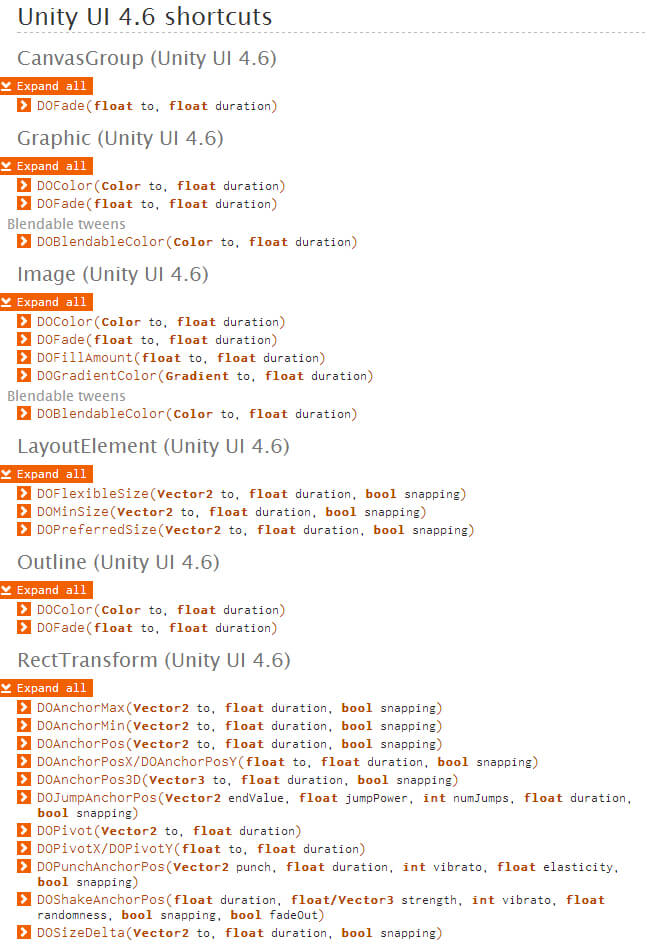 Unity UI 4.6 shortcuts
CanvasGroup (Unity UI 4.6)
Expand all
DOFade(float to, float duration)
Graphic (Unity UI 4.6)
Expand all
DOColor(Color to, float duration)
DOFade(float to, float duration)
Blendable tweens
DOBlendableColor(Color to, float duration)
Image (Unity UI 4.6)
Expand all
DOColor(Color to, float duration)
DOFade(float to, float duration)
DOFillAmount(float to, float duration)
DOGradientColor(Gradient to, float duration)
Blendable tweens
DOBlendableColor(Color to, float duration)
LayoutElement (Unity UI 4.6)
Expand all
DOFlexibleSize(Vector2 to, float duration, bool snapping)
DOMinSize(Vector2 to, float duration, bool snapping)
DOPreferredSize(Vector2 to, float duration, bool snapping)
Outline (Unity UI 4.6)
Expand all
DOColor(Color to, float duration)
DOFade(float to, float duration)
RectTransform (Unity UI 4.6)
Expand all
DOAnchorMax(Vector2 to, float duration, bool snapping)
DOAnchorMin(Vector2 to, float duration, bool snapping)
DOAnchorPos(Vector2 to, float duration, bool snapping)
DOAnchorPosX/DOAnchorPosY(float to, float duration, bool snapping)
DOAnchorPos3D(Vector3 to, float duration, bool snapping)
DOJumpAnchorPos(Vector2 endValue, float jumpPower, int numJumps, float duration,
bool snapping)
DOPivot(Vector2 to, float duration)
DOPivotX/DOPivotY(float to, float duration)
DOPunchAnchorPos(Vector2 punch, float duration, int vibrato, float elasticity,
bool snapping)
DOShakeAnchorPos(float duration, float/Vector3 strength, int vibrato, float
randomness, bool snapping, bool fadeOut)
DOSizeDelta(Vector2 to, float duration, bool snapping)